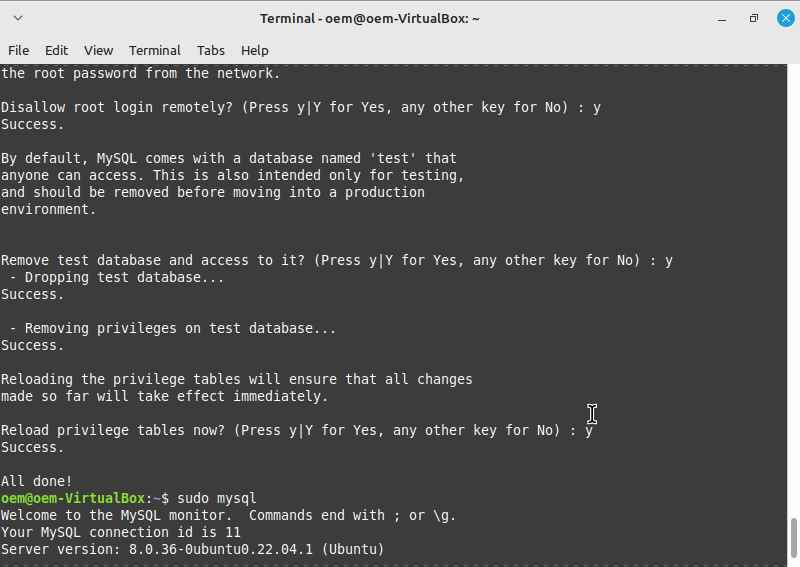 Terminal - oem@oem-VirtualBox: ~
File Edit View Terminal Tabs Help
the root password from the network.
Disallow root login remotely? (Press y|Y for Yes, any other key for No) : y
Success.
By default, MySQL comes with a database named 'test' that
anyone can access. This is also intended only for testing,
and should be removed before moving into a production
environment.
Remove test database and access to it? (Press y|Y for Yes, any other key for No) : y
 - Dropping test database...
Success.
 - Removing privileges on test database...
Success.
Reloading the privilege tables will ensure that all changes
made so far will take effect immediately.
Reload privilege tables now? (Press y|Y for Yes, any other key for No) : y
Success.
All done!
oem@oem-VirtualBox:~$ sudo mysql
Welcome to the MySQL monitor.  Commands end with ; or \g.
Your MySQL connection id is 11
Server version: 8.0.36-0ubuntu0.22.04.1 (Ubuntu)